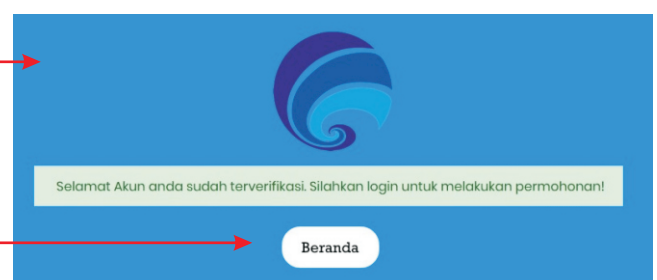 Selamat Akun anda sudah terverifikasi. Silahkan login untuk melakukan permohonan!
Beranda